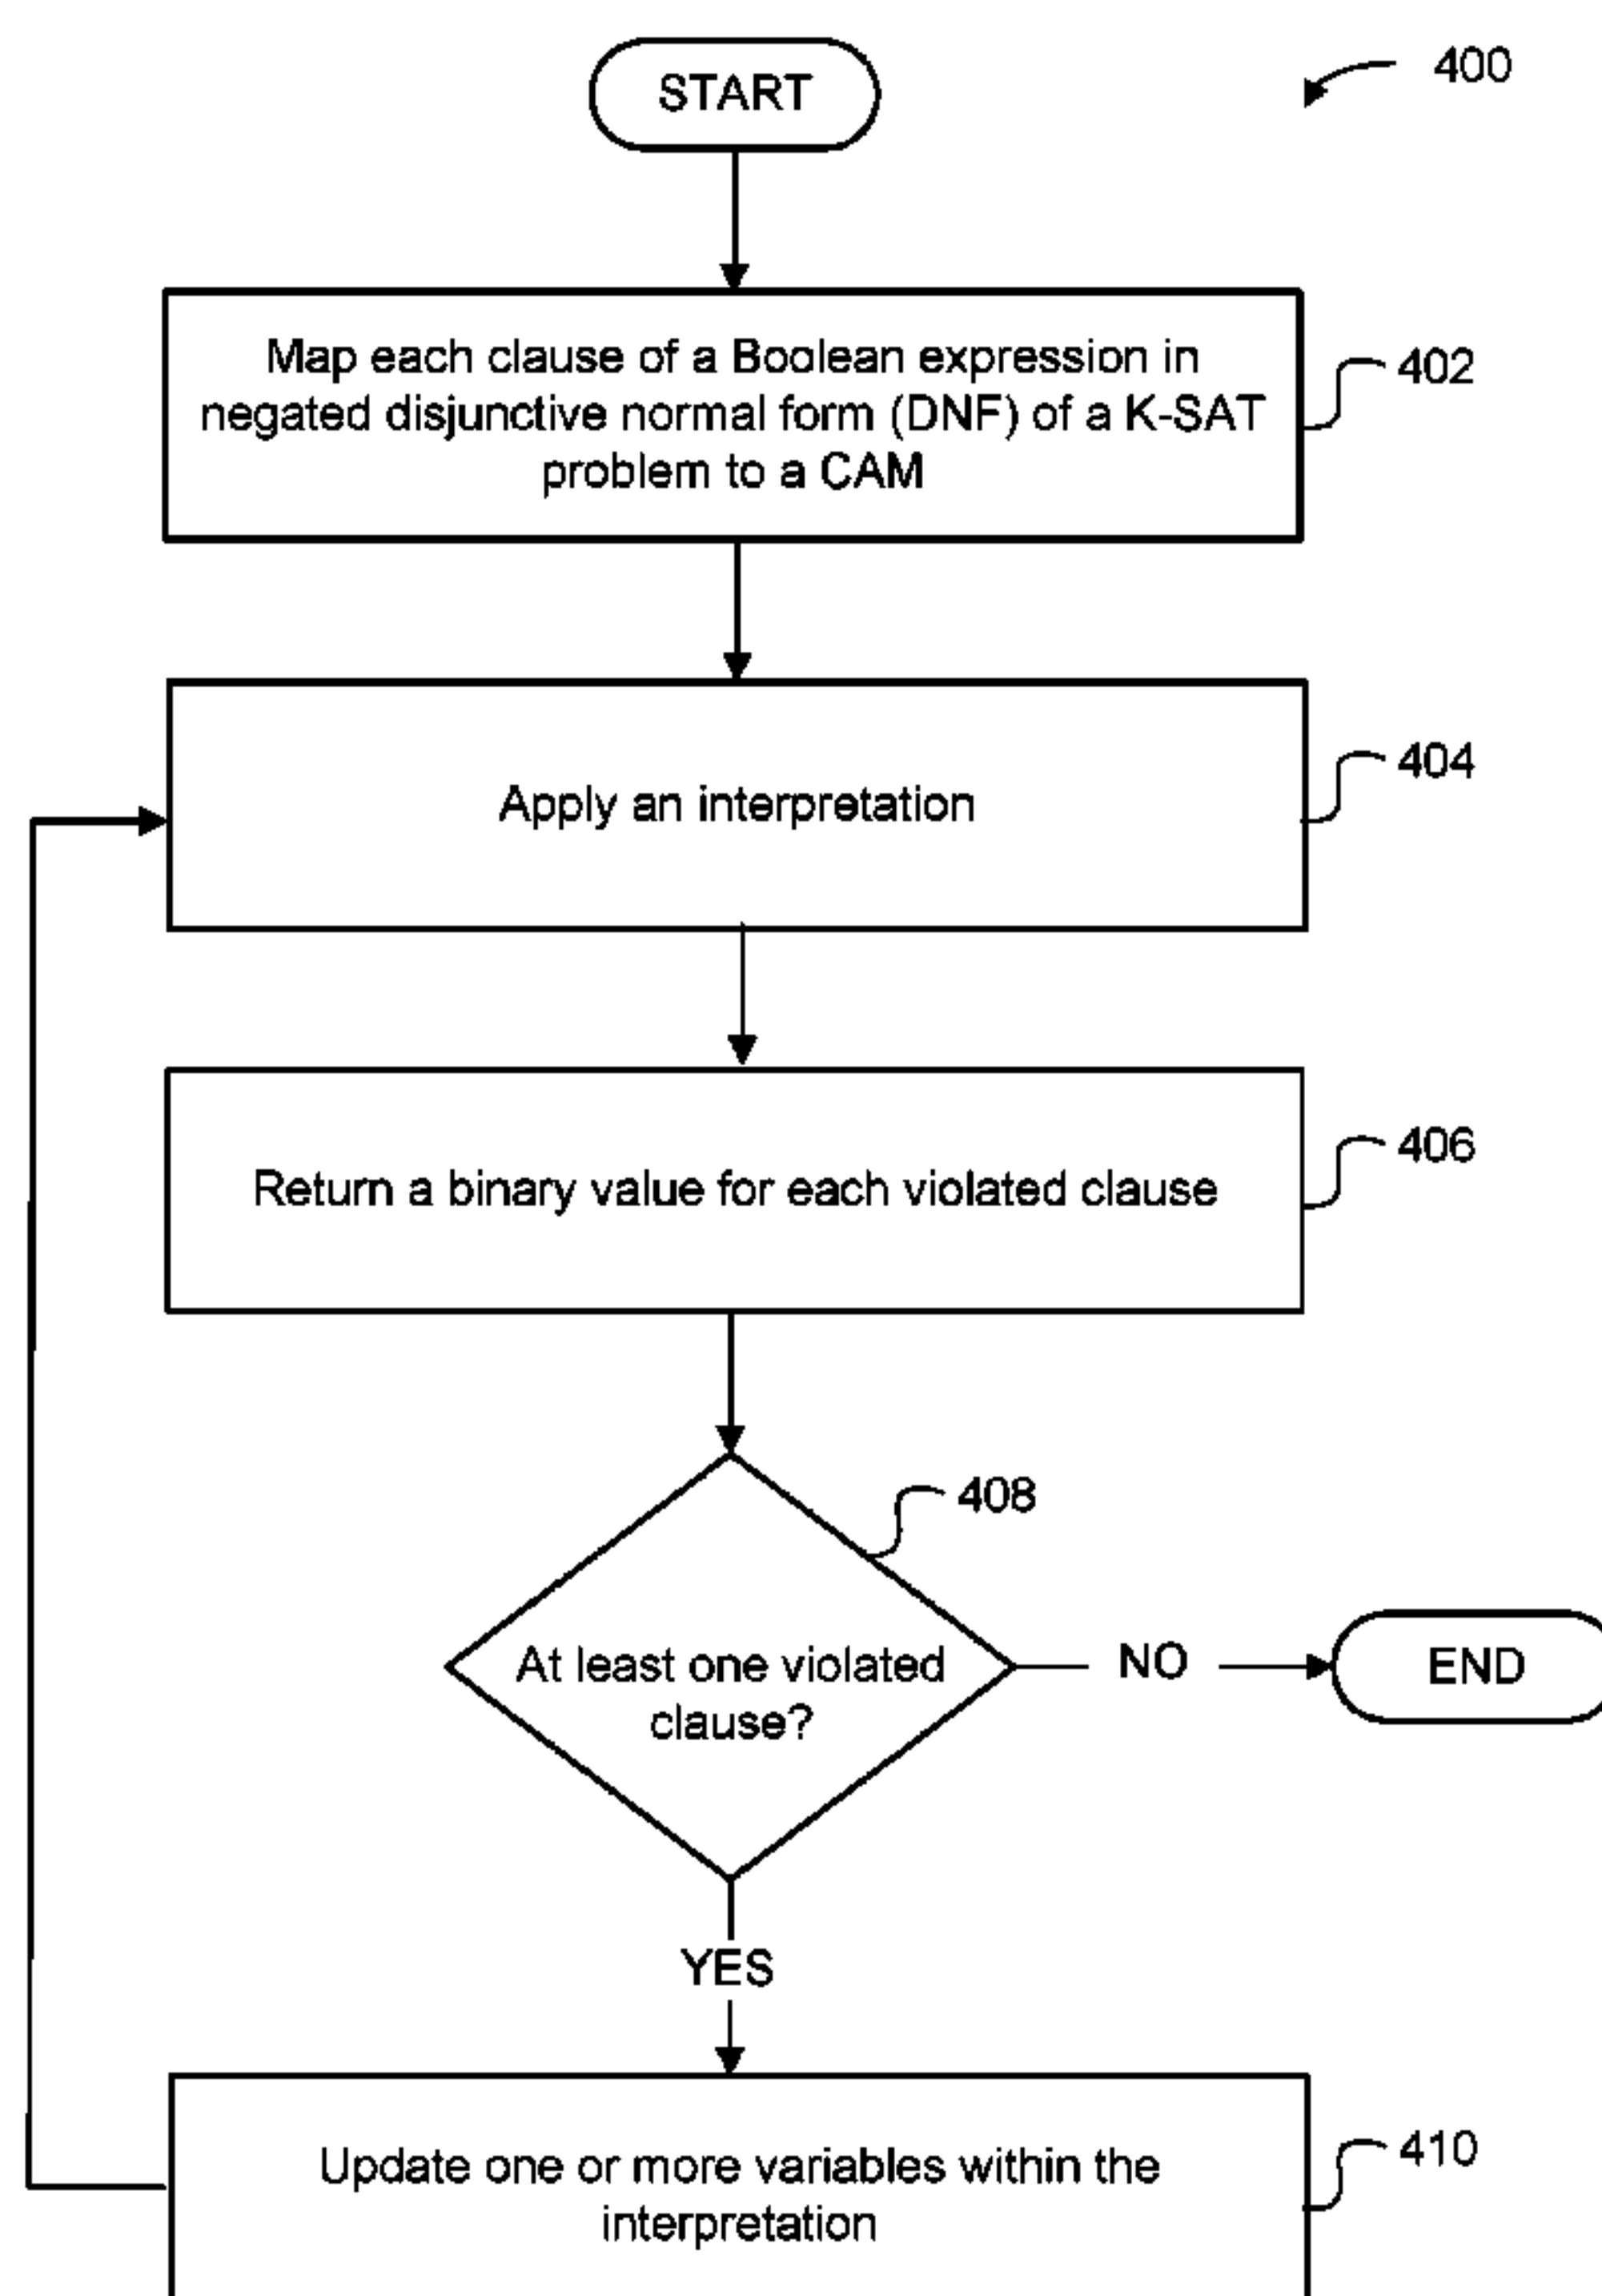 START
400
Map each clause of a Boolean expression in
negated disjunctive normal form (DNF) of a K-SAT
problem to a CAM
402
Apply an interpretation
404
Return a binary value for each violated clause
406
408
At least one violated
clause?
NO
END
YES
Update one or more variables within the
interpretation
410